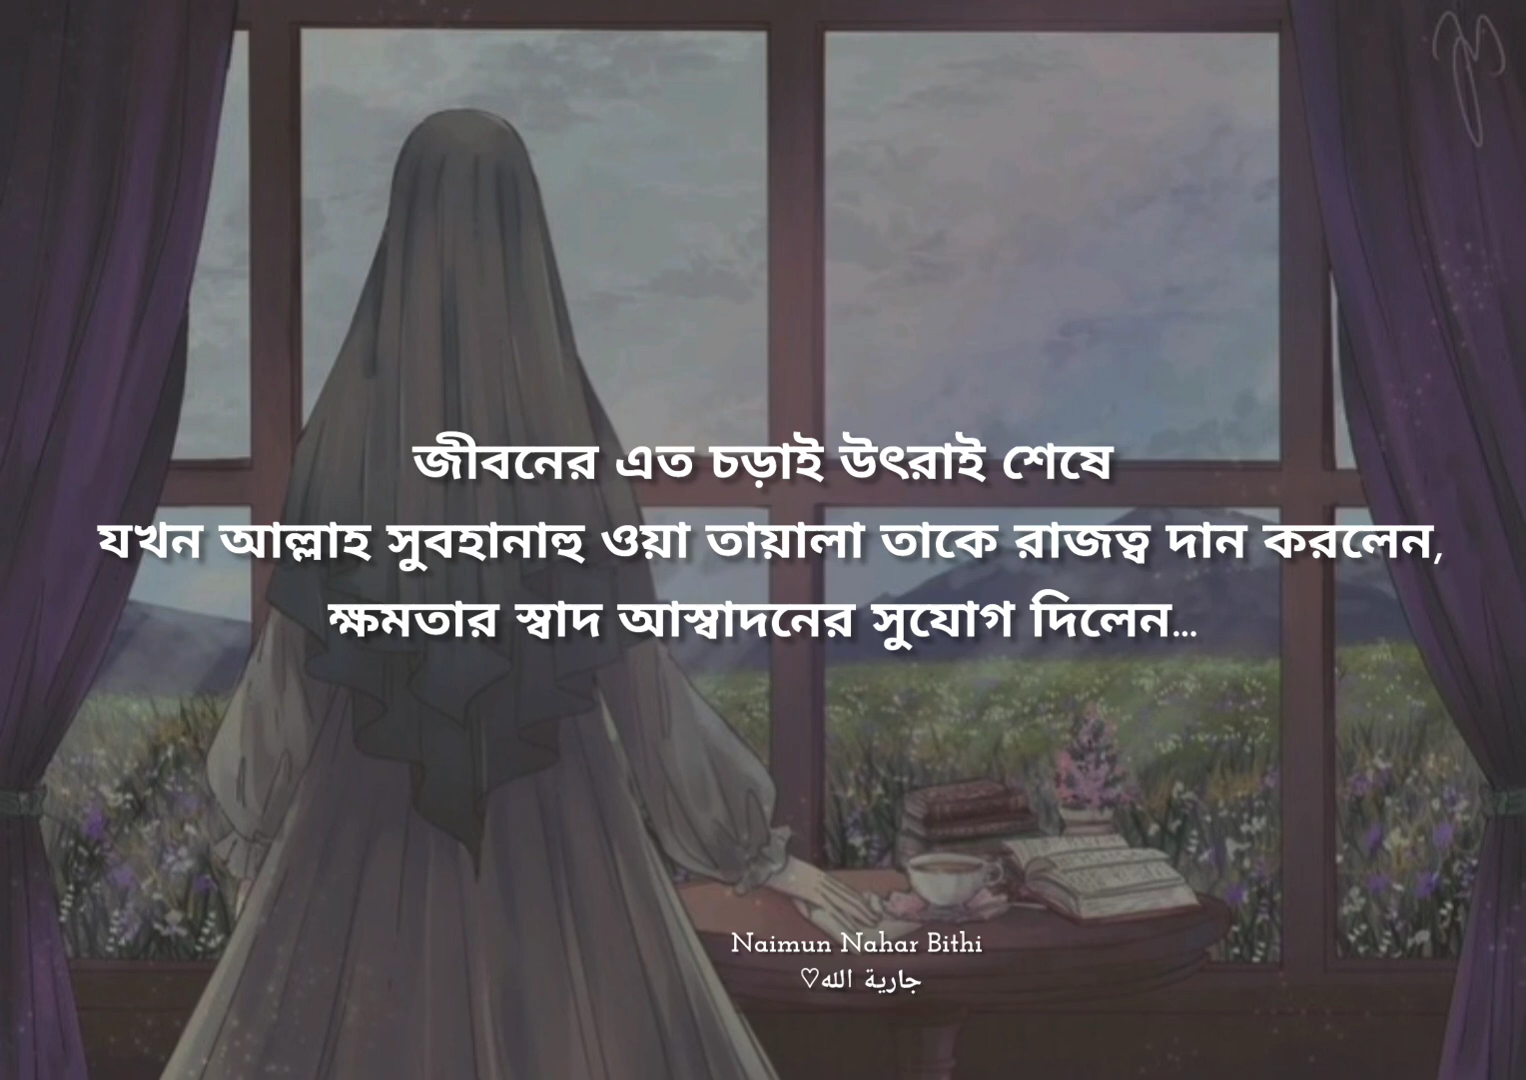 জীবনের এত চড়াই উৎরাই শেষে
যখন আল্লাহ সুবহানাহু ওয়া তায়ালা তাকে রাজত্ব দান করলেন,
ক্ষমতার স্বাদ আস্বাদনের সুযোগ দিলেন...
Naimun Nahar Bithi
جارية الله♡